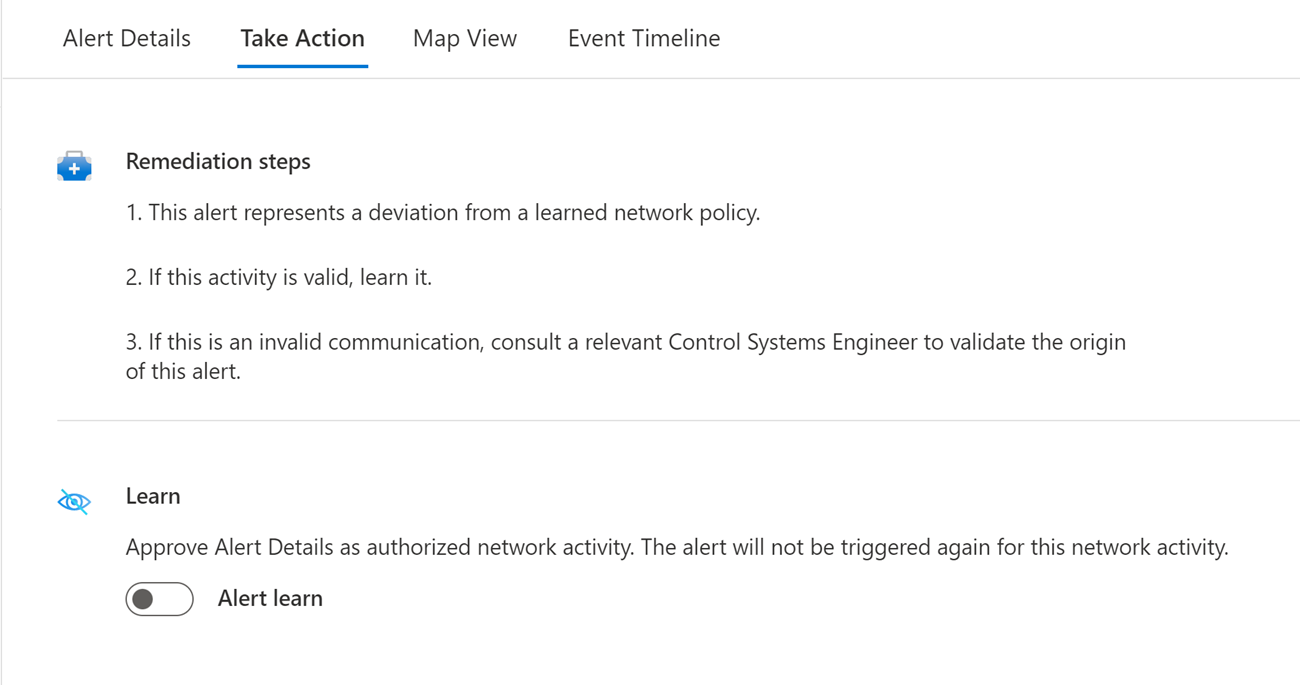 Alert Details Take Action Map View Event Timeline
Remediation steps
1. This alert represents a deviation from a learned network policy.
2. If this activity is valid, learn it.
3. If this is an invalid communication, consult a relevant Control Systems Engineer to validate the origin
of this alert.
Learn
Approve Alert Details as authorized network activity. The alert will not be triggered again for this network activity.
Alert learn